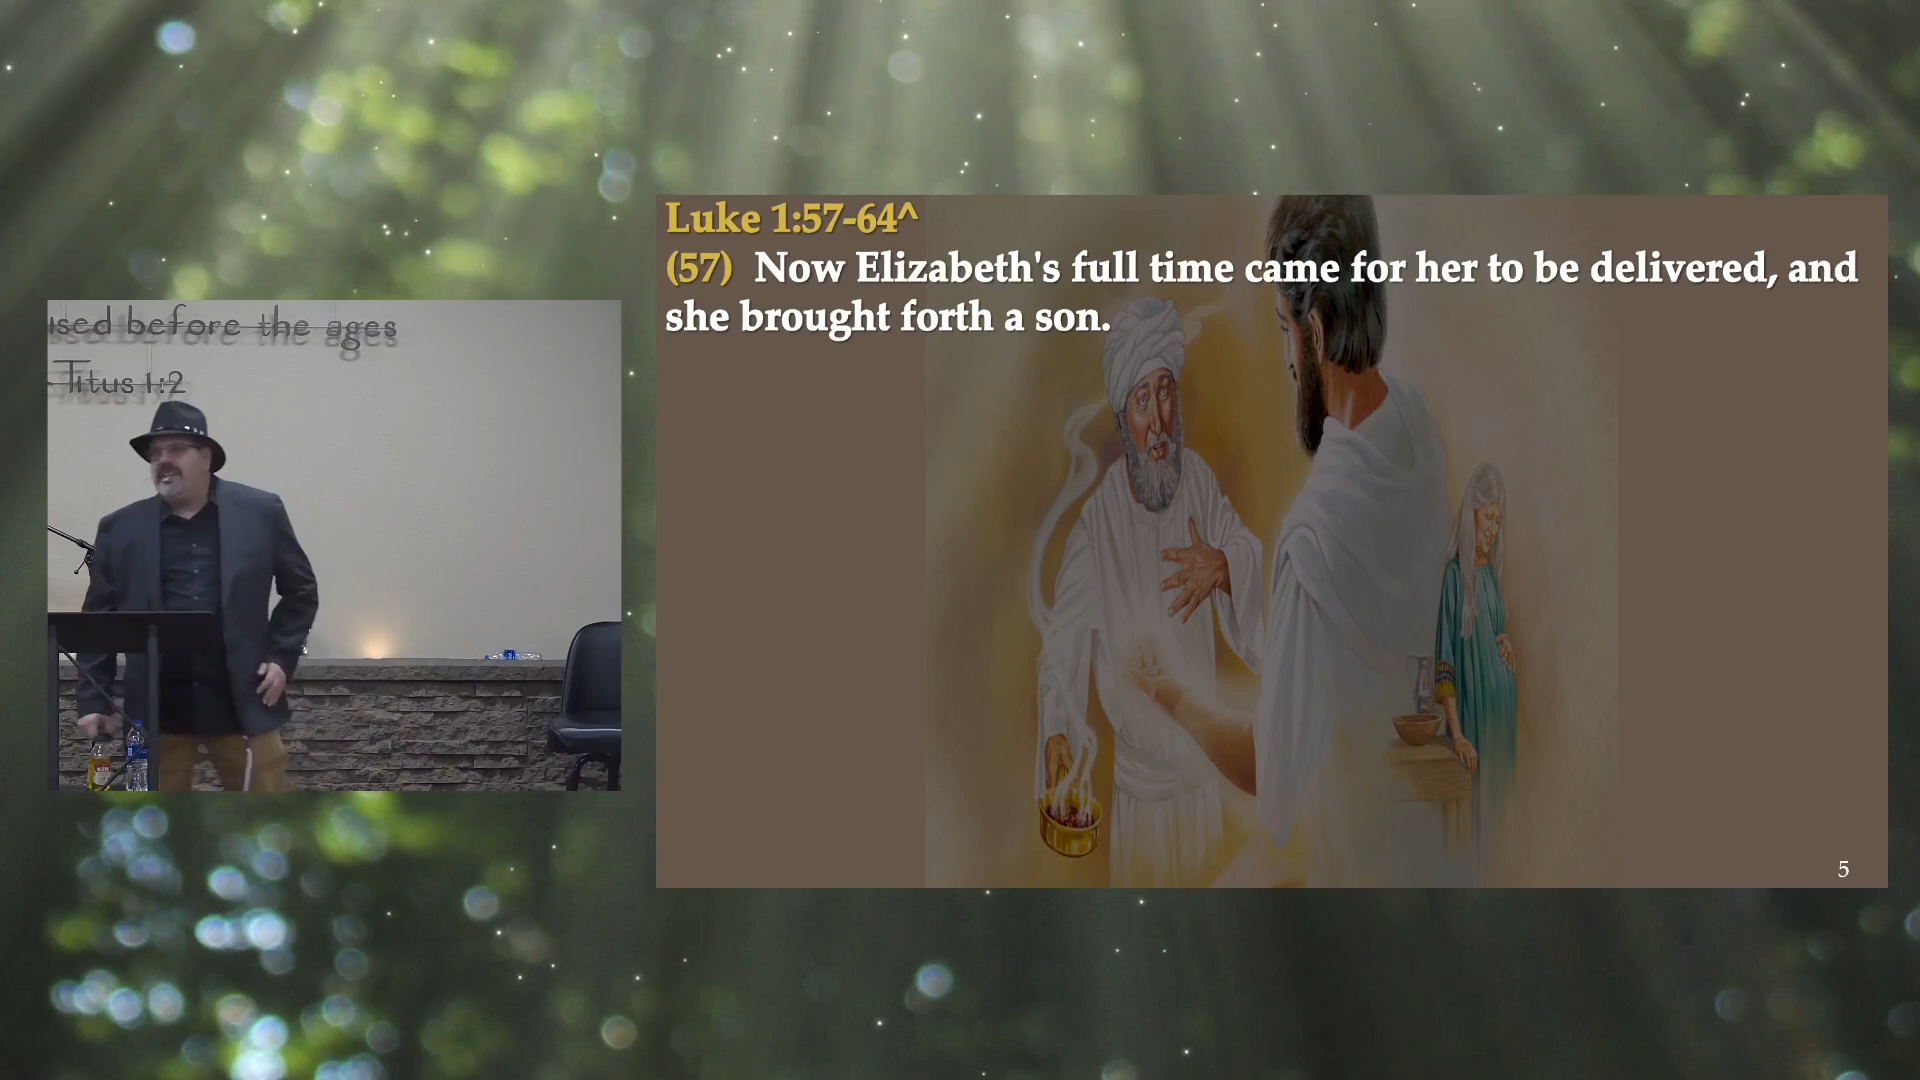 Luke 1:57-64^
(57) Now Elizabeth's full time came for her to be delivered, and
she brought forth a son.
5
before the ages
Titus 1:2